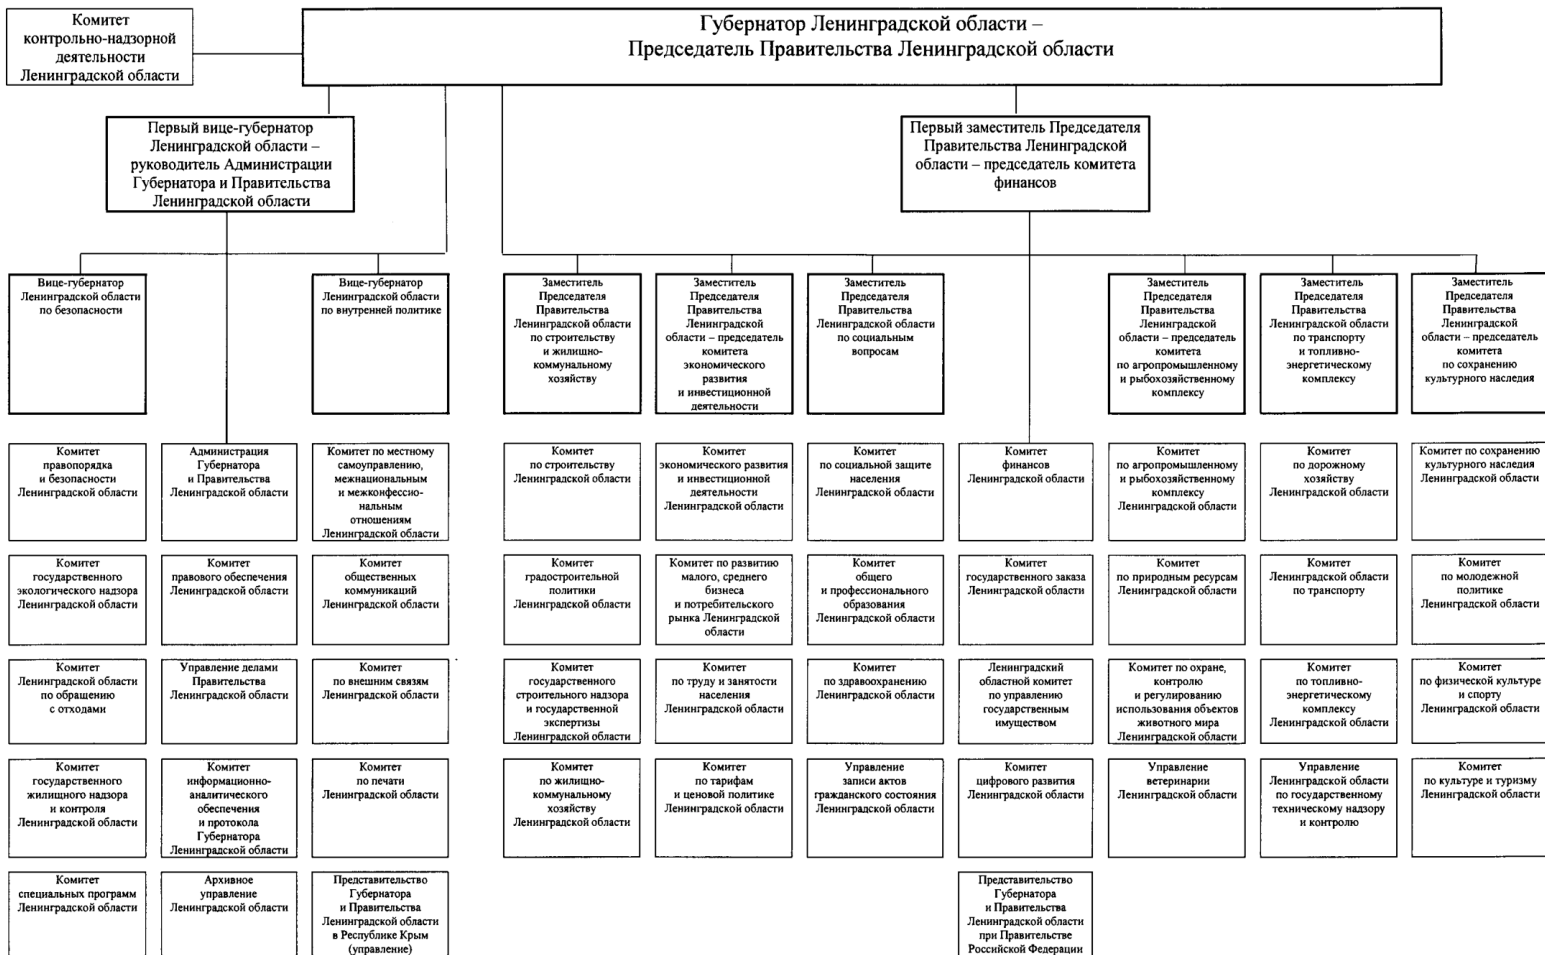 Комитет
контрольно-надзорной
деятельности
Ленинградской области
Губернатор Ленинградской области –
Председатель Правительства Ленинградской области
Первый вице-губернатор
Ленинградской области –
руководитель Администрации
Губернатора и Правительства
Ленинградской области
Первый заместитель Председателя
Правительства Ленинградской
области – председатель комитета
финансов
Вице-губернатор
Ленинградской области
по безопасности
Вице-губернатор
Ленинградской области
по внутренней политике
Заместитель
Председателя
Правительства
Ленинградской области
по строительству
и жилищно-
коммунальному
хозяйству
Заместитель
Председателя
Правительства
Ленинградской
области – председатель
комитета
экономического
развития
и инвестиционной
деятельности
Заместитель
Председателя
Правительства
Ленинградской области
по социальным
вопросам
Заместитель
Председателя
Правительства
Ленинградской
области – председатель
комитета
по агропромышленному
и рыбохозяйственному
комплексу
Заместитель
Председателя
Правительства
Ленинградской области
по транспорту
и топливно-
энергетическому
комплексу
Заместитель
Председателя
Правительства
Ленинградской
области – председатель
комитета
по сохранению
культурного наследия
Комитет
правопорядка
и безопасности
Ленинградской области
Администрация
Губернатора
и Правительства
Ленинградской области
Комитет по местному
самоуправлению,
межнациональным
и межконфессио-
нальным
отношениям
Ленинградской области
Комитет
по строительству
Ленинградской области
Комитет
экономического развития
и инвестиционной
деятельности
Ленинградской области
Комитет
по социальной защите
населения
Ленинградской области
Комитет
финансов
Ленинградской области
Комитет
по агропромышленному
и рыбохозяйственному
комплексу
Ленинградской области
Комитет
по дорожному
хозяйству
Ленинградской области
Комитет по сохранению
культурного наследия
Ленинградской области
Комитет
государственного
экологического надзора
Ленинградской области
Комитет
правового обеспечения
Ленинградской области
Комитет
общественных
коммуникаций
Ленинградской области
Комитет
градостроительной
политики
Ленинградской области
Комитет по развитию
малого, среднего
бизнеса
и потребительского
рынка Ленинградской
области
Комитет
общего
и профессионального
образования
Ленинградской области
Комитет
государственного заказа
Ленинградской области
Комитет
по природным ресурсам
Ленинградской области
Комитет
Ленинградской области
по транспорту
Комитет
по молодежной
политике
Ленинградской области
Комитет
Ленинградской области
по обращению
с отходами
Управление делами
Правительства
Ленинградской области
Комитет
по внешним связям
Ленинградской области
Комитет
государственного
строительного надзора
и государственной
экспертизы
Ленинградской области
Комитет
по труду и занятости
населения
Ленинградской области
Комитет
по здравоохранению
Ленинградской области
Ленинградский
областной комитет
по управлению
государственным
имуществом
Комитет по охране,
контролю
и регулированию
использования объектов
животного мира
Ленинградской области
Комитет
по топливно-
энергетическому
комплексу
Ленинградской области
Комитет
по физической культуре
и спорту
Ленинградской области
Комитет
государственного
жилищного надзора
и контроля
Ленинградской области
Комитет
информационно-
аналитического
обеспечения
и протокола
Губернатора
Ленинградской области
Комитет
по печати
Ленинградской области
Комитет
по жилищно-
коммунальному
хозяйству
Ленинградской области
Комитет
по тарифам
и ценовой политике
Ленинградской области
Управление
записи актов
гражданского состояния
Ленинградской области
Комитет
цифрового развития
Ленинградской области
Управление
ветеринарии
Ленинградской области
Управление
Ленинградской области
по государственному
техническому надзору
и контролю
Комитет
по культуре и туризму
Ленинградской области
Комитет
специальных программ
Ленинградской области
Архивное
управление
Ленинградской области
Представительство
Губернатора
и Правительства
Ленинградской области
в Республике Крым
(управление)
Представительство
Губернатора
и Правительства
Ленинградской области
при Правительстве
Российской Федерации